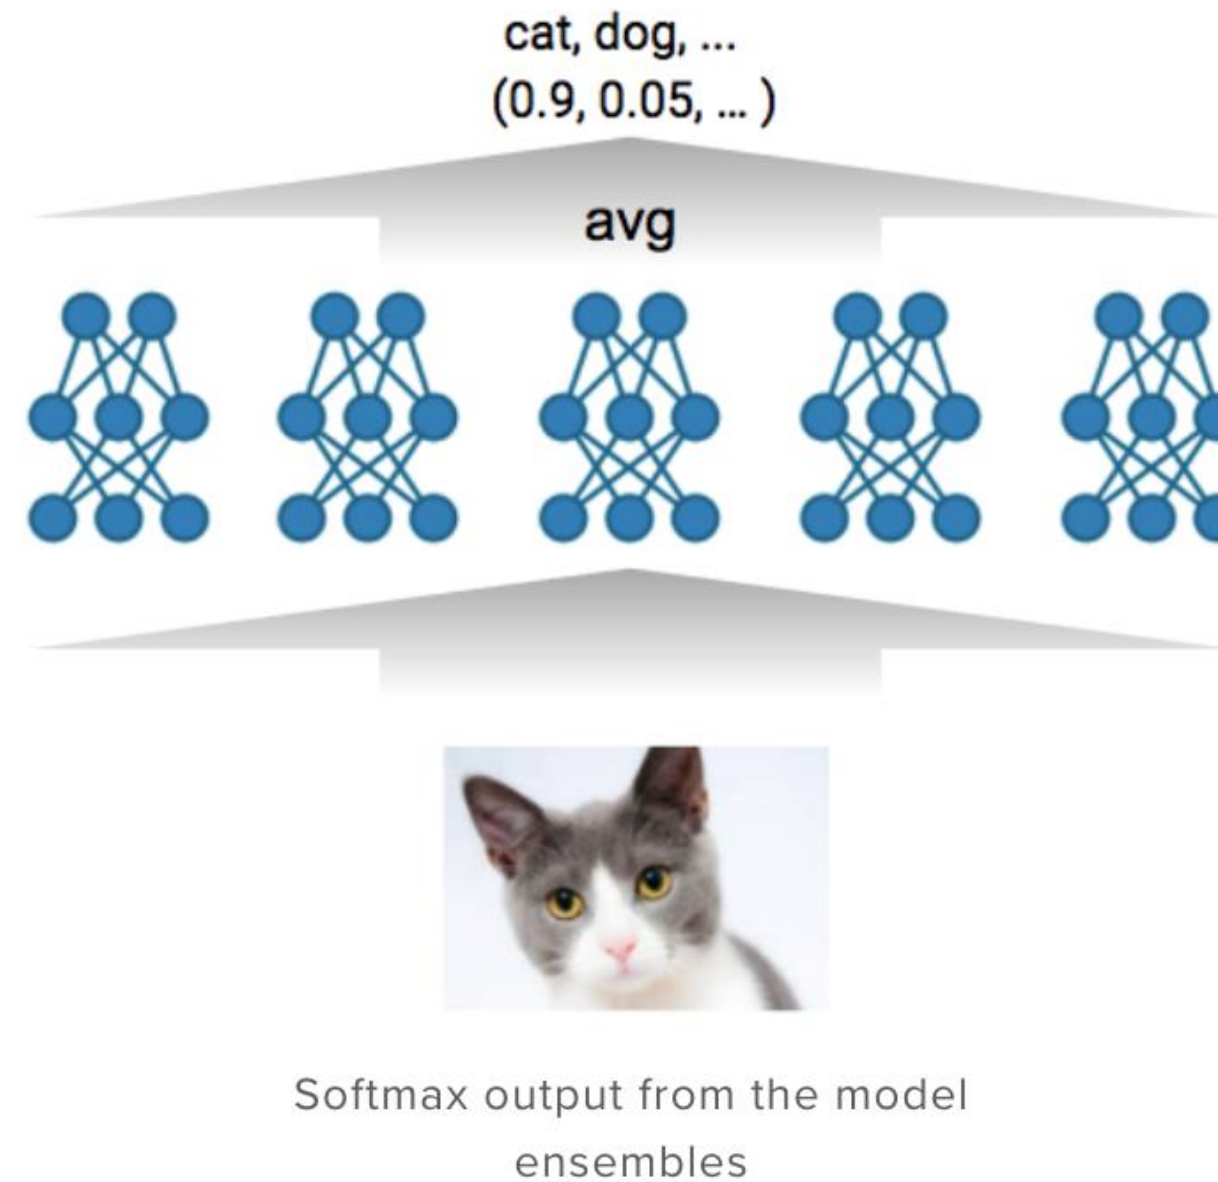 cat, dog, ...
(0.9, 0.05, ... )
avg
Softmax output from the model
ensembles